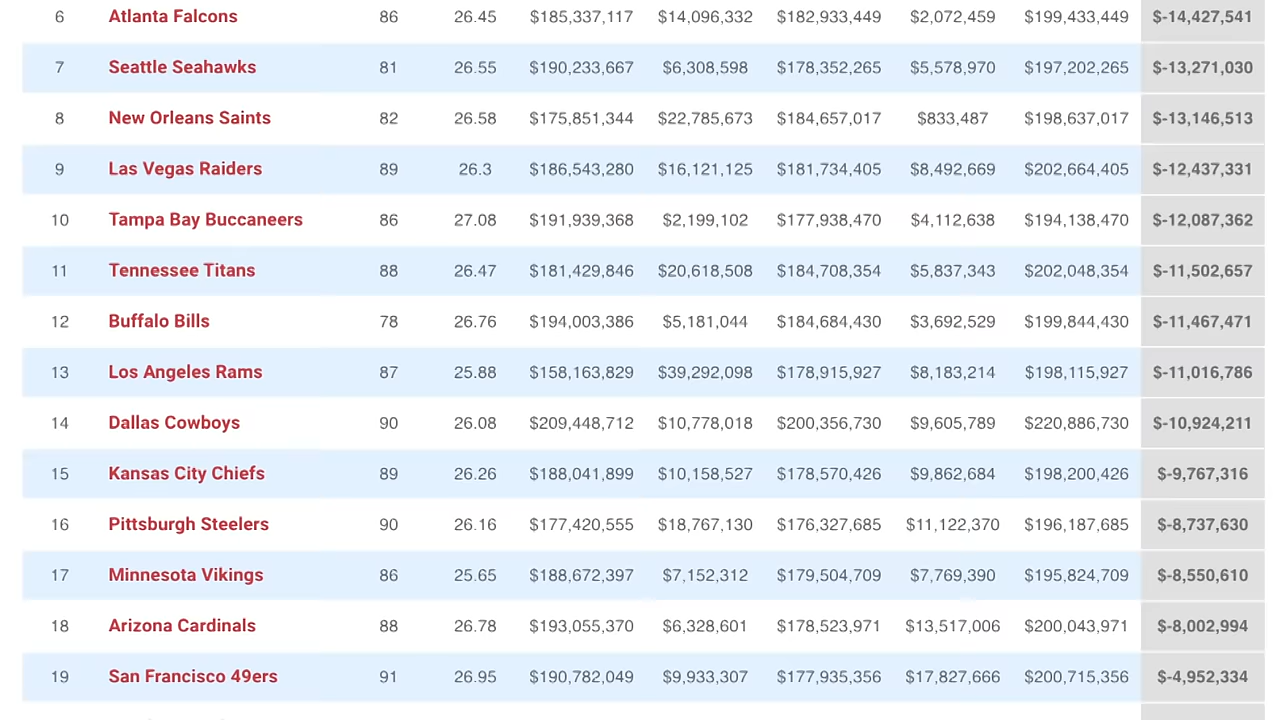 6 Atlanta Falcons 86 26.45 $185,337,117 $14,096,332 $182,933,449 $2,072,459 $199,433,449 $-14,427,541
7 Seattle Seahawks 81 26.55 $190,233,667 $6,308,598 $178,352,265 $5,578,970 $197,202,265 $-13,271,030
8 New Orleans Saints 82 26.58 $175,851,344 $22,785,673 $184,657,017 $833,487 $198,637,017 $-13,146,513
9 Las Vegas Raiders 89 26.3 $186,543,280 $16,121,125 $181,734,405 $8,492,669 $202,664,405 $-12,437,331
10 Tampa Bay Buccaneers 86 27.08 $191,939,368 $2,199,102 $177,938,470 $4,112,638 $194,138,470 $-12,087,362
11 Tennessee Titans 88 26.47 $181,429,846 $20,618,508 $184,708,354 $5,837,343 $202,048,354 $-11,502,657
12 Buffalo Bills 78 26.76 $194,003,386 $5,181,044 $184,684,430 $3,692,529 $199,844,430 $-11,467,471
13 Los Angeles Rams 87 25.88 $158,163,829 $39,292,098 $178,915,927 $8,183,214 $198,115,927 $-11,016,786
14 Dallas Cowboys 90 26.08 $209,448,712 $10,778,018 $200,356,730 $9,605,789 $220,886,730 $-10,924,211
15 Kansas City Chiefs 89 26.26 $188,041,899 $10,158,527 $178,570,426 $9,862,684 $198,200,426 $-9,767,316
16 Pittsburgh Steelers 90 26.16 $177,420,555 $18,767,130 $176,327,685 $11,122,370 $196,187,685 $-8,737,630
17 Minnesota Vikings 86 25.65 $188,672,397 $7,152,312 $179,504,709 $7,769,390 $195,824,709 $-8,550,610
18 Arizona Cardinals 88 26.78 $193,055,370 $6,328,601 $178,523,971 $13,517,006 $200,043,971 $-8,002,994
19 San Francisco 49ers 91 26.95 $190,782,049 $9,933,307 $177,935,356 $17,827,666 $200,715,356 $-4,952,334